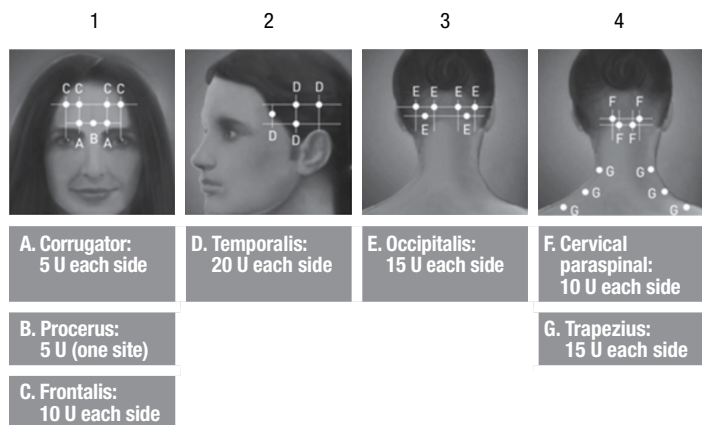 1 2 3 4
C C C C
A B A
D D
D D
E E E E
E E
F F
F F
G G
G G
G G
A. Corrugator:
5 U each side
B. Procerus:
5 U (one site)
C. Frontalis:
10 U each side
D. Temporalis:
20 U each side
E. Occipitalis:
15 U each side
F. Cervical
paraspinal:
10 U each side
G. Trapezius:
15 U each side